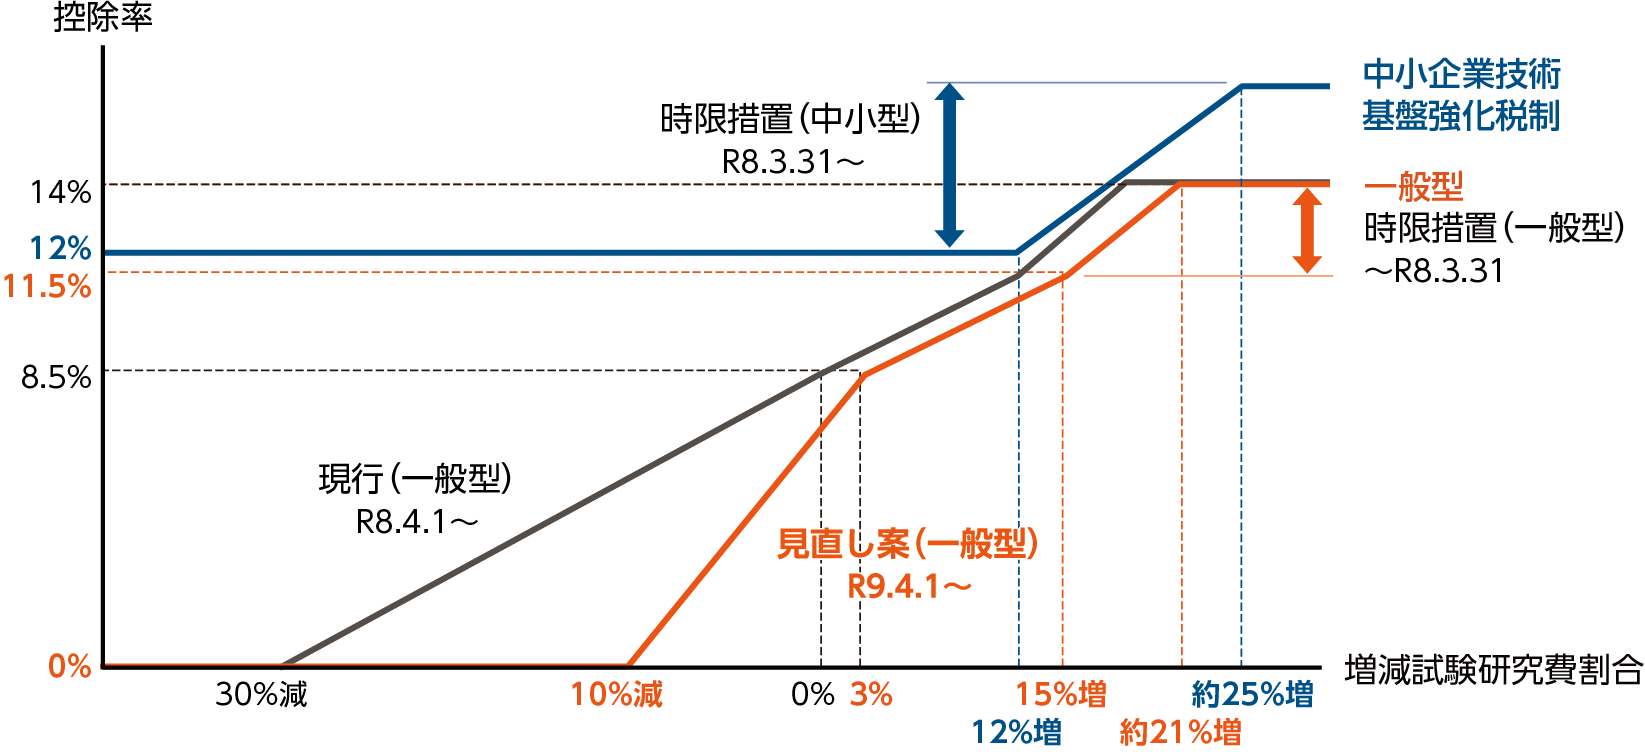 控除率
中小企業技術
基盤強化税制
時限措置（中小型）
R8.3.31～
14%
一般型
時限措置（一般型）
～R8.3.31
12%
11.5%
8.5%
現行（一般型）
R8.4.1～
見直し案（一般型）
R9.4.1～
0%
増減試験研究費割合
30%減
10%減
0%
3%
15%増
約25%増
12%増
約21%増